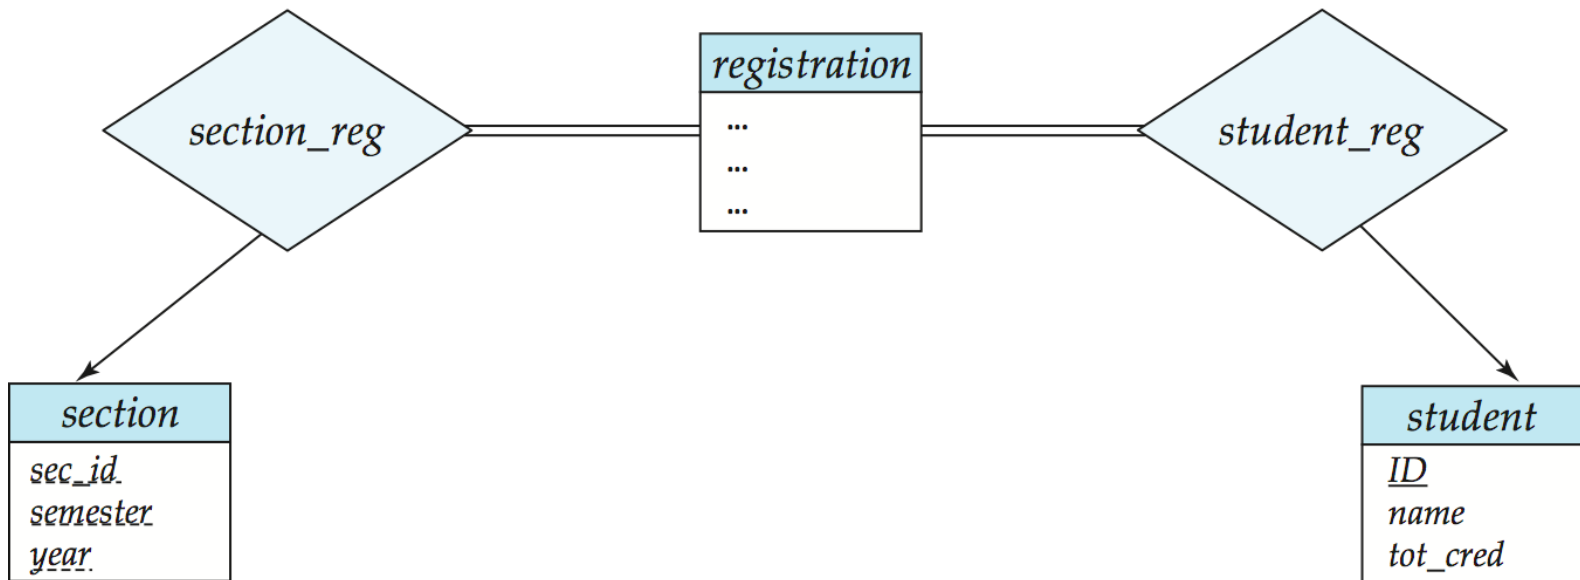 section_reg
registration
...
...
...
student_reg
section
sec_id
semester
year
student
ID
name
tot_cred